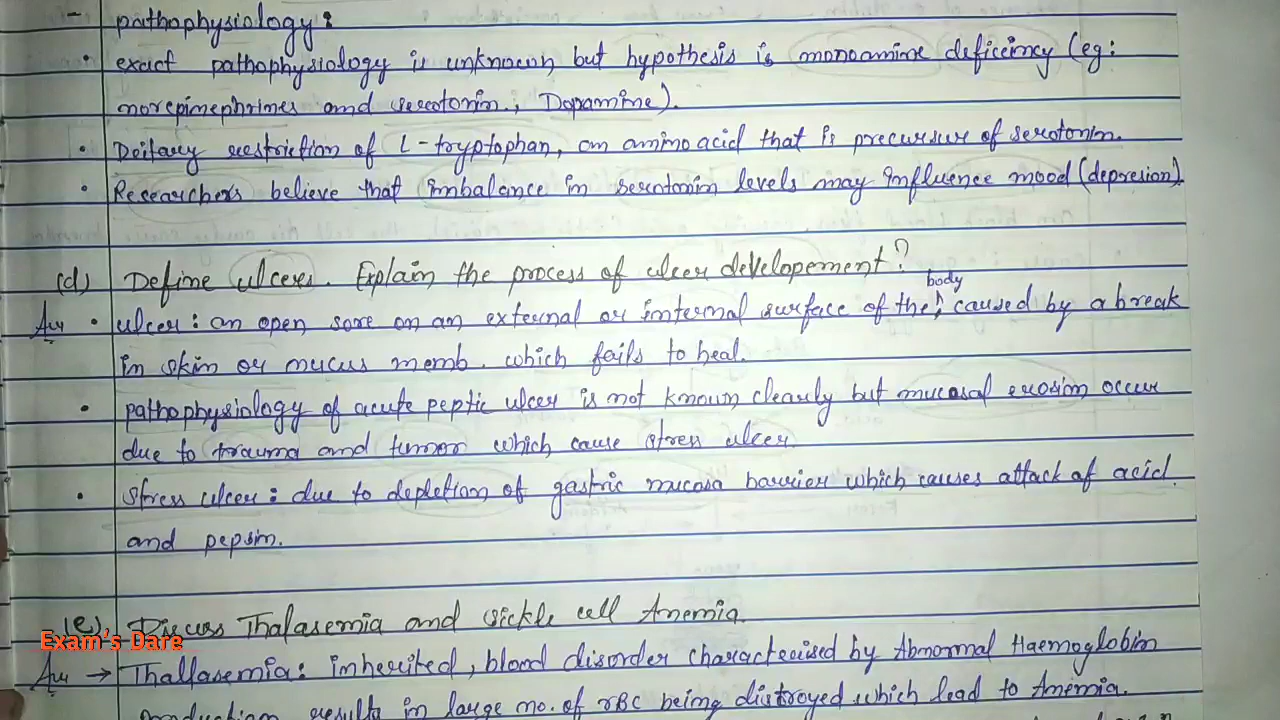 - pathophysiology :
• exact pathophysiology is unknown but hypothesis is monoamine deficiency (eg:
norepinephrines and serotonin, Dopamine).
• Deitary restriction of L-tryptophan, an amino acid that is precursur of serotonin.
• Researchers believe that imbalance in serotonin levels may influence mood (depresion)
(d) Define ulcers. Explain the process of ulcer developement?
Ans • ulcer : an open sore on an external or internal surface of the body, caused by a break
in skin or mucus memb. which fails to heal.
• pathophysiology of acute peptic ulcer is not known clearly but mucosal erosion occur
due to trauma and tumor which cause stress ulcer
• stress ulcer : due to depletion of gastric mucosa barrier which causes attack of acid.
and pepsin.
(e). Discuss Thalasemia and sickle cell Anemia.
Exam's Dare
Ans → Thallasemia : inherited, blood disorder characterised by Abnormal Haemoglobin
production results in large no. of RBC being distroyed which lead to Anemia.